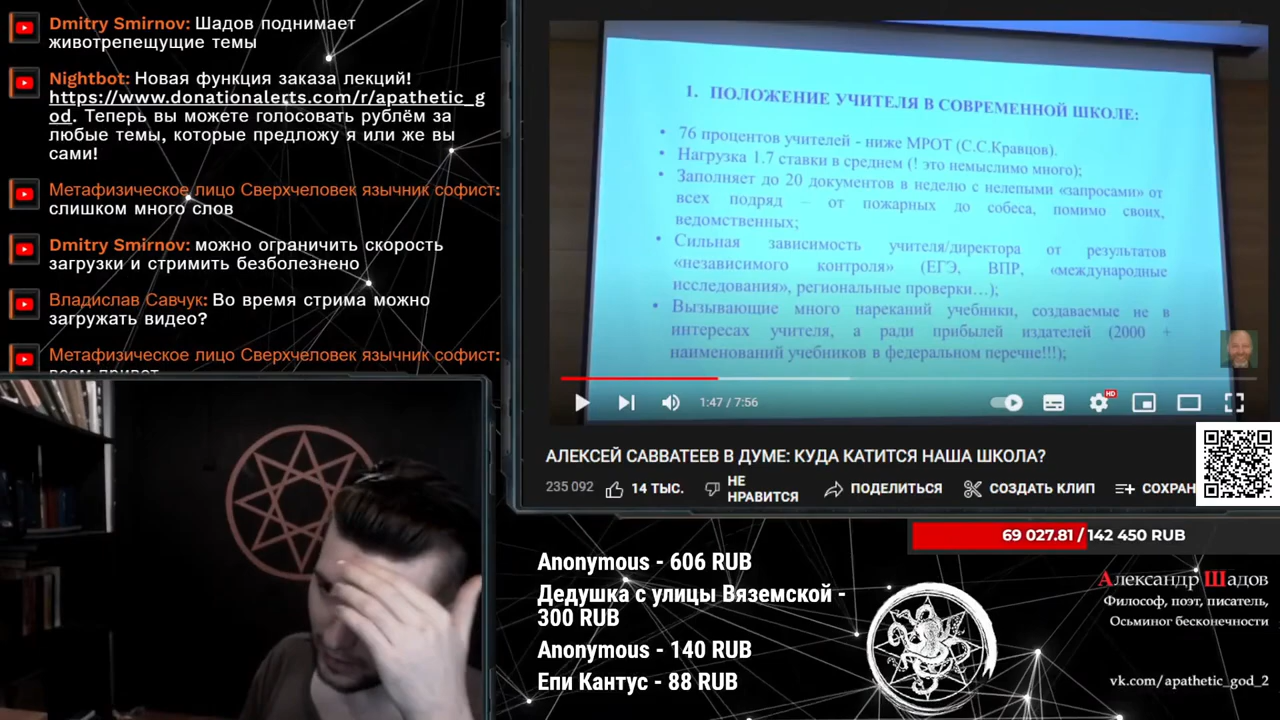 Dmitry Smirnov: Шадов поднимает
животрепещущие темы
Nightbot: Новая функция заказа лекций!
https://www.donationalerts.com/r/apathetic_g
od. Теперь вы можете голосовать рублём за
любые темы, которые предложу я или же вы
сами!
Метафизическое лицо Сверхчеловек язычник софист:
слишком много слов
Dmitry Smirnov: можно ограничить скорость
загрузки и стримить безболезнено
Владислав Савчук: Во время стрима можно
загружать видео?
Метафизическое лицо Сверхчеловек язычник софист:
всем привет
1. ПОЛОЖЕНИЕ УЧИТЕЛЯ В СОВРЕМЕННОЙ ШКОЛЕ:
• 76 процентов учителей - ниже МРОТ (С.С.Кравцов).
• Нагрузка 1.7 ставки в среднем (! это немыслимо много);
• Заполняет до 20 документов в неделю с нелепыми «запросами» от
всех подряд – от пожарных до собеса, помимо своих,
ведомственных;
• Сильная зависимость учителя/директора от результатов
«независимого контроля» (ЕГЭ, ВПР, «международные
исследования», региональные проверки…);
• Вызывающие много нареканий учебники, создаваемые не в
интересах учителя, а ради прибылей издателей (2000 +
наименований учебников в федеральном перечне!!!);
1:47 / 7:56
HD
АЛЕКСЕЙ САВВАТЕЕВ В ДУМЕ: КУДА КАТИТСЯ НАША ШКОЛА?
235 092
14 ТЫС.
НЕ
НРАВИТСЯ
ПОДЕЛИТЬСЯ
СОЗДАТЬ КЛИП
СОХРАН
69 027.81 / 142 450 RUB
Anonymous - 606 RUB
Дедушка с улицы Вяземской -
300 RUB
Anonymous - 140 RUB
Епи Кантус - 88 RUB
Александр Шадов
Философ, поэт, писатель,
Осьминог бесконечности
vk.com/apathetic_god_2